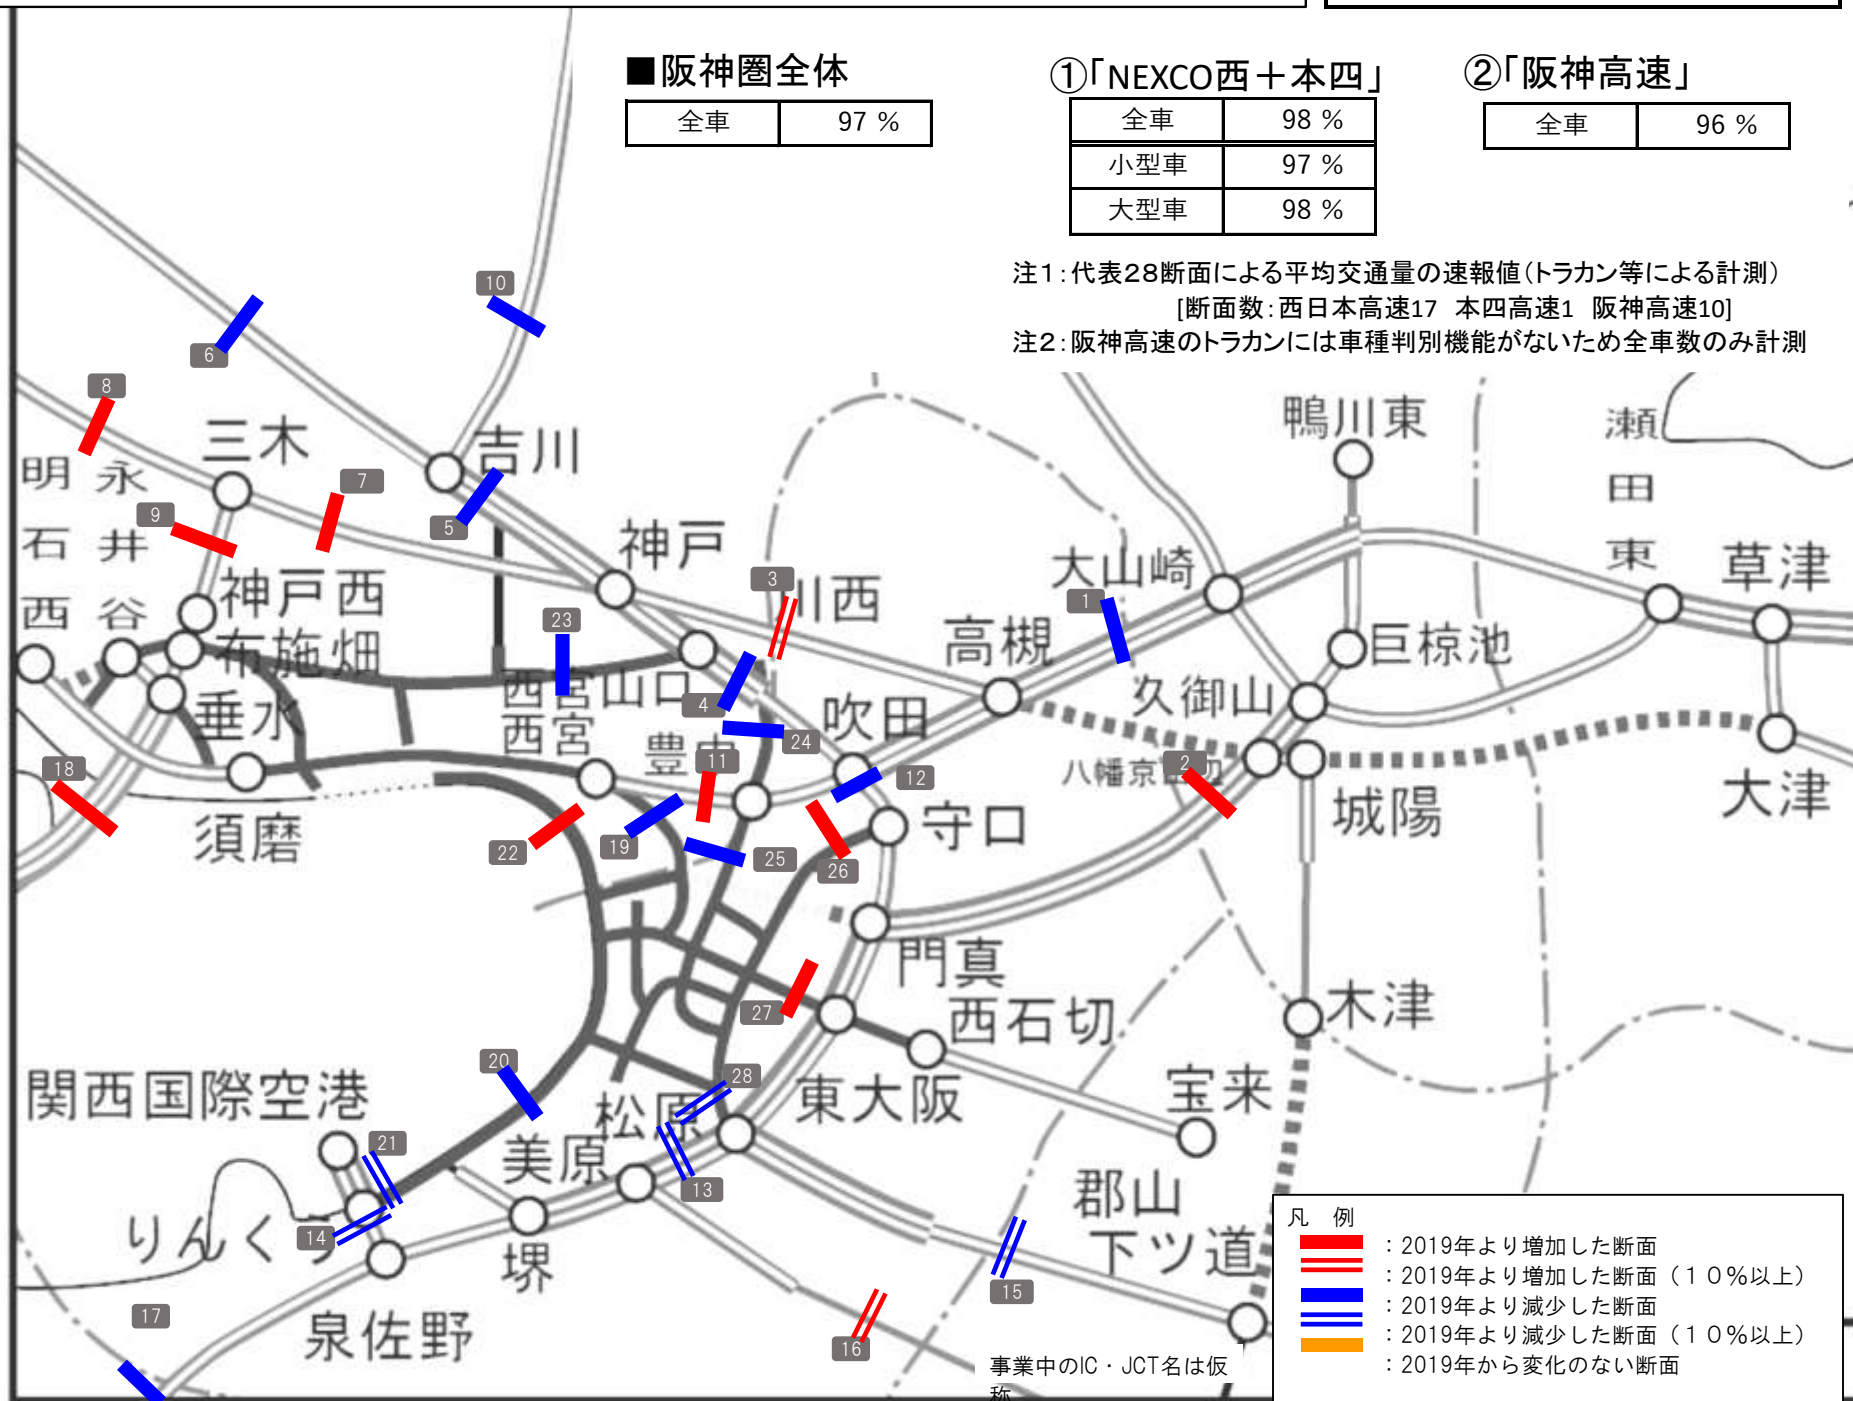 ■阪神圏全体
全車 97 %
①「NEXCO西＋本四」
全車 98 %
小型車 97 %
大型車 98 %
②「阪神高速」
全車 96 %
注1：代表28断面による平均交通量の速報値（トラカン等による計測）
[断面数：西日本高速17 本四高速1 阪神高速10]
注2：阪神高速のトラカンには車種判別機能がないため全車数のみ計測
10
6
8
三木
吉川
鴨川東
瀬田東
明石西
永井谷
7
9
5
神戸
神戸西
3
川西
大山崎
1
草津
布施畑
23
高槻
巨椋池
西宮山口
西宮
4
久御山
垂水
吹田
24
豊中
11
12
18
八幡京田辺
2
城陽
大津
須磨
22
19
25
26
守口
門真
27
西石切
木津
関西国際空港
20
28
松原
東大阪
宝来
21
美原
13
郡山
下ツ道
りんくう
14
堺
15
17
泉佐野
16
事業中のIC・JCT名は仮
称
凡 例
：2019年より増加した断面
：2019年より増加した断面（１０％以上）
：2019年より減少した断面
：2019年より減少した断面（１０％以上）
：2019年から変化のない断面